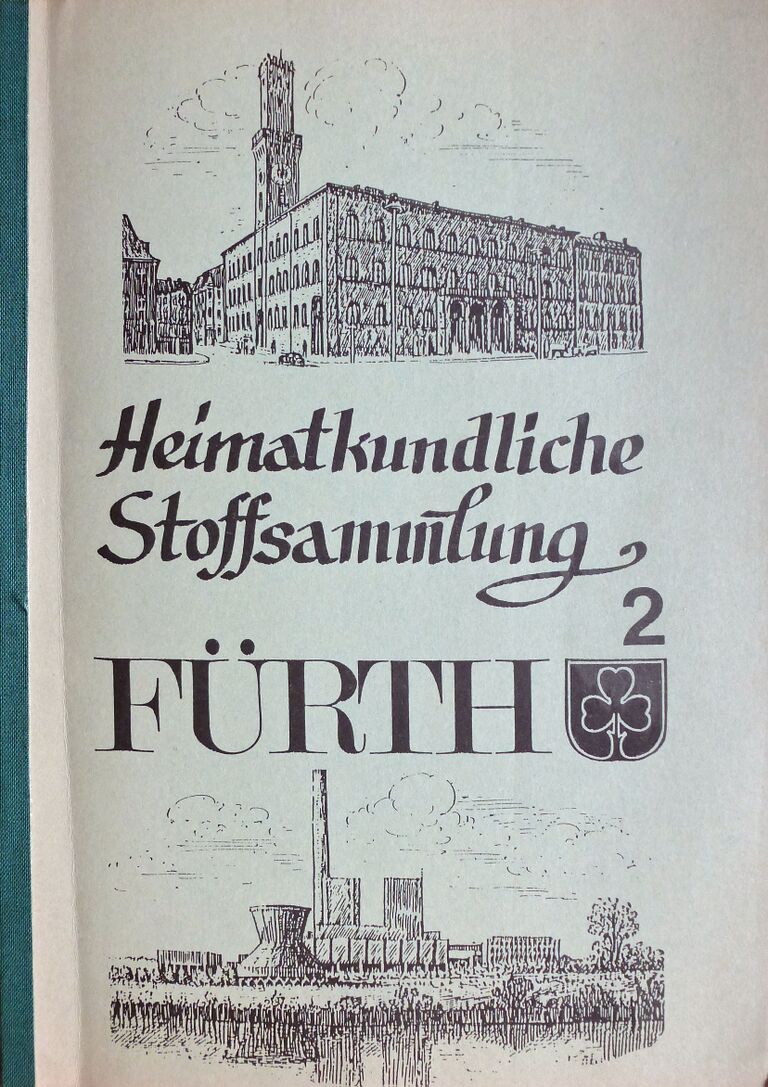 Heimatkundliche
Stoffsammlung
2
FÜRTH